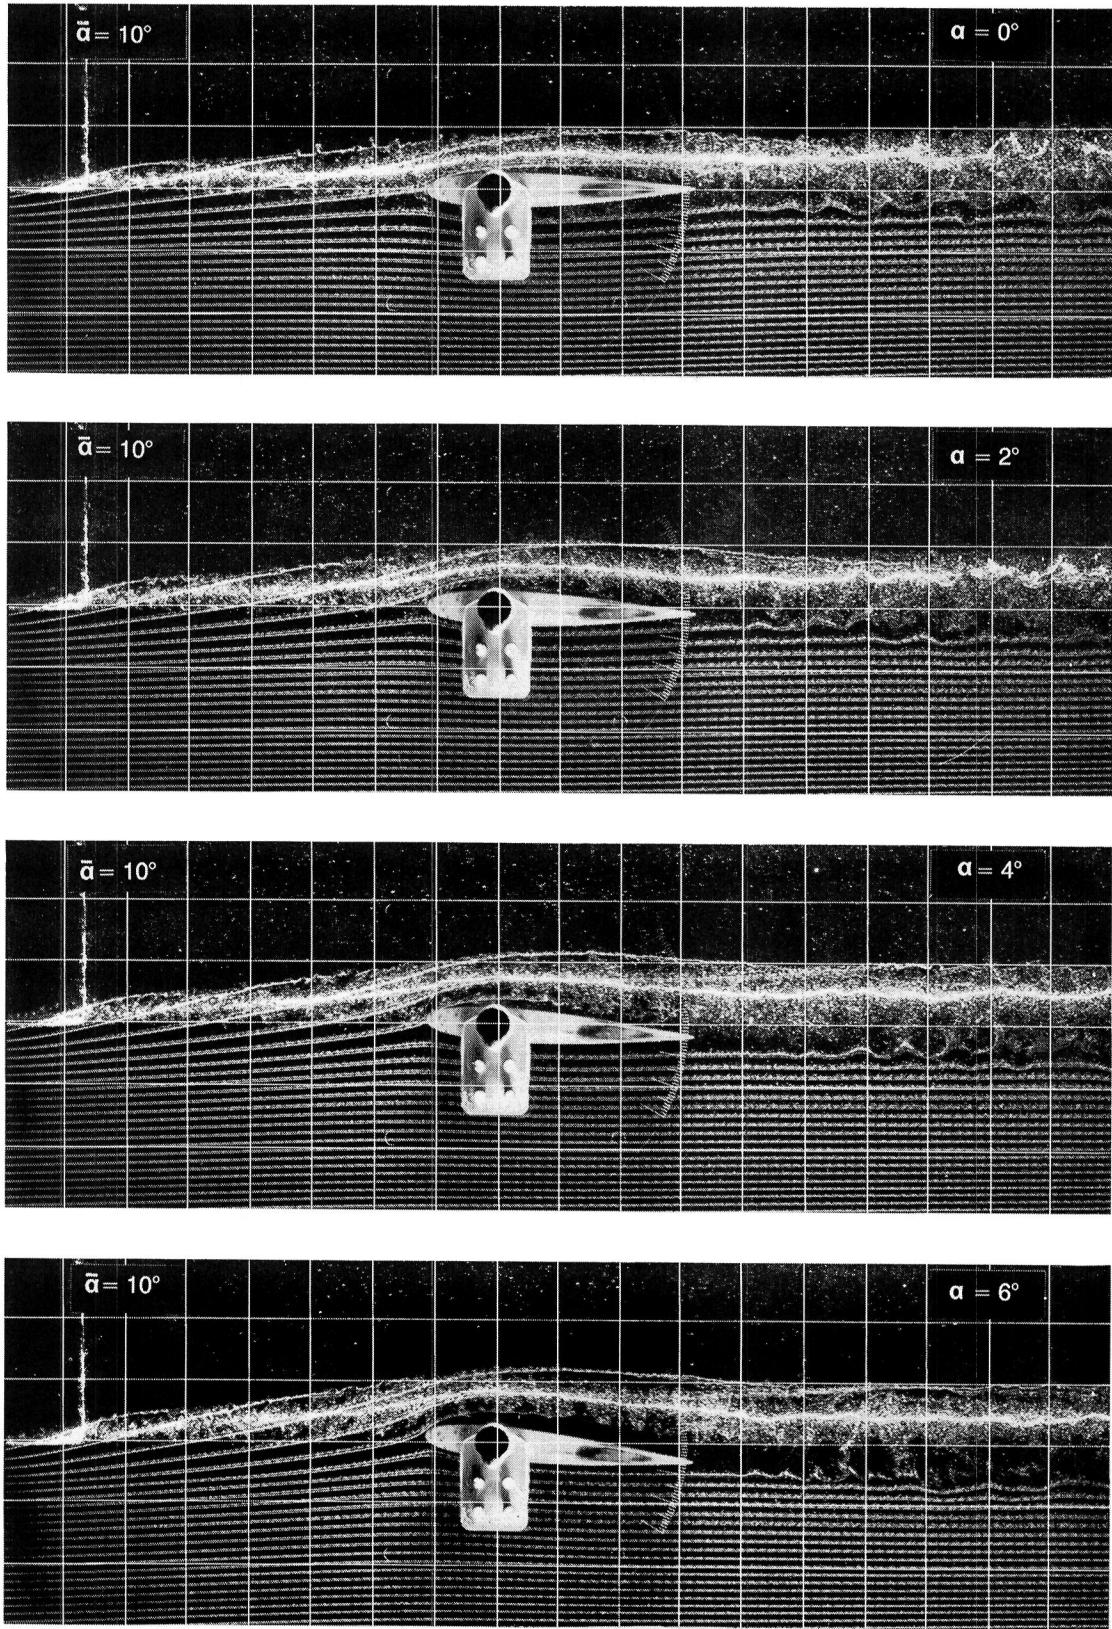 ᾱ = 10° α = 0°
ᾱ = 10° α = 2°
ᾱ = 10° α = 4°
ᾱ = 10° α = 6°